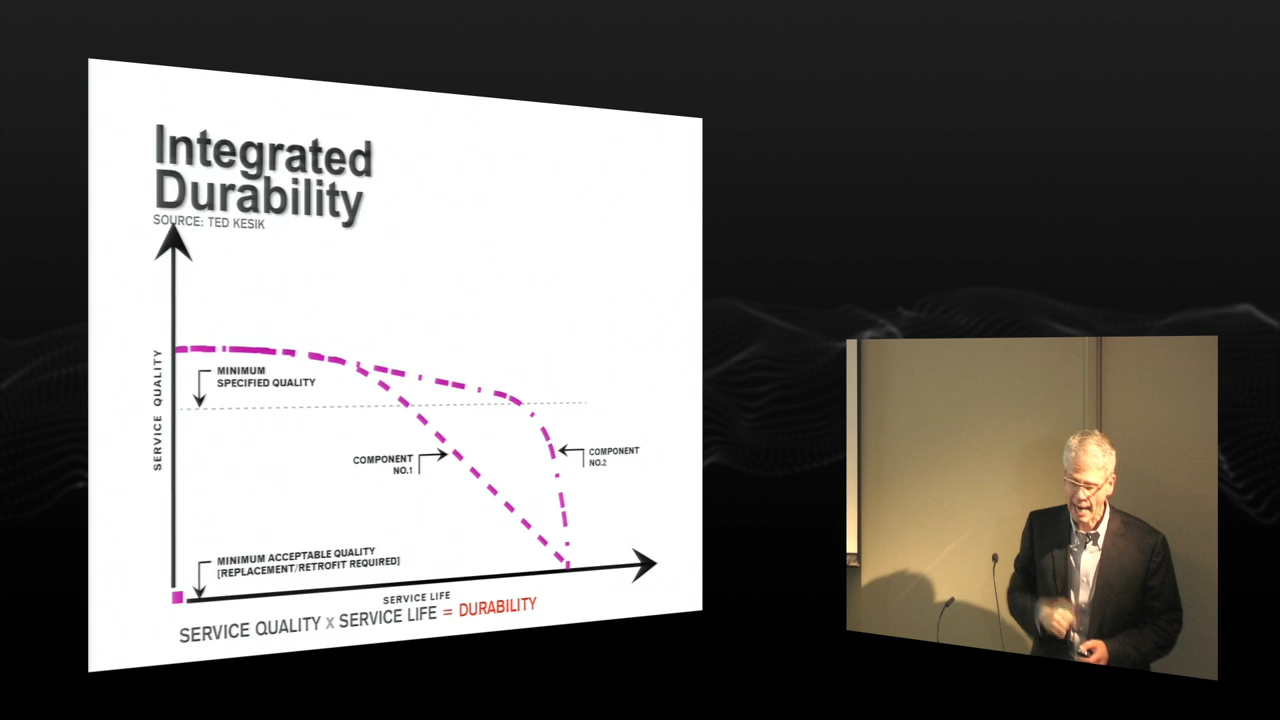 Integrated
Durability
SOURCE: TED KESIK
SERVICE QUALITY
MINIMUM
SPECIFIED QUALITY
COMPONENT
NO.1
COMPONENT
NO.2
MINIMUM ACCEPTABLE QUALITY
[REPLACEMENT/RETROFIT REQUIRED]
SERVICE LIFE
SERVICE QUALITY x SERVICE LIFE = DURABILITY